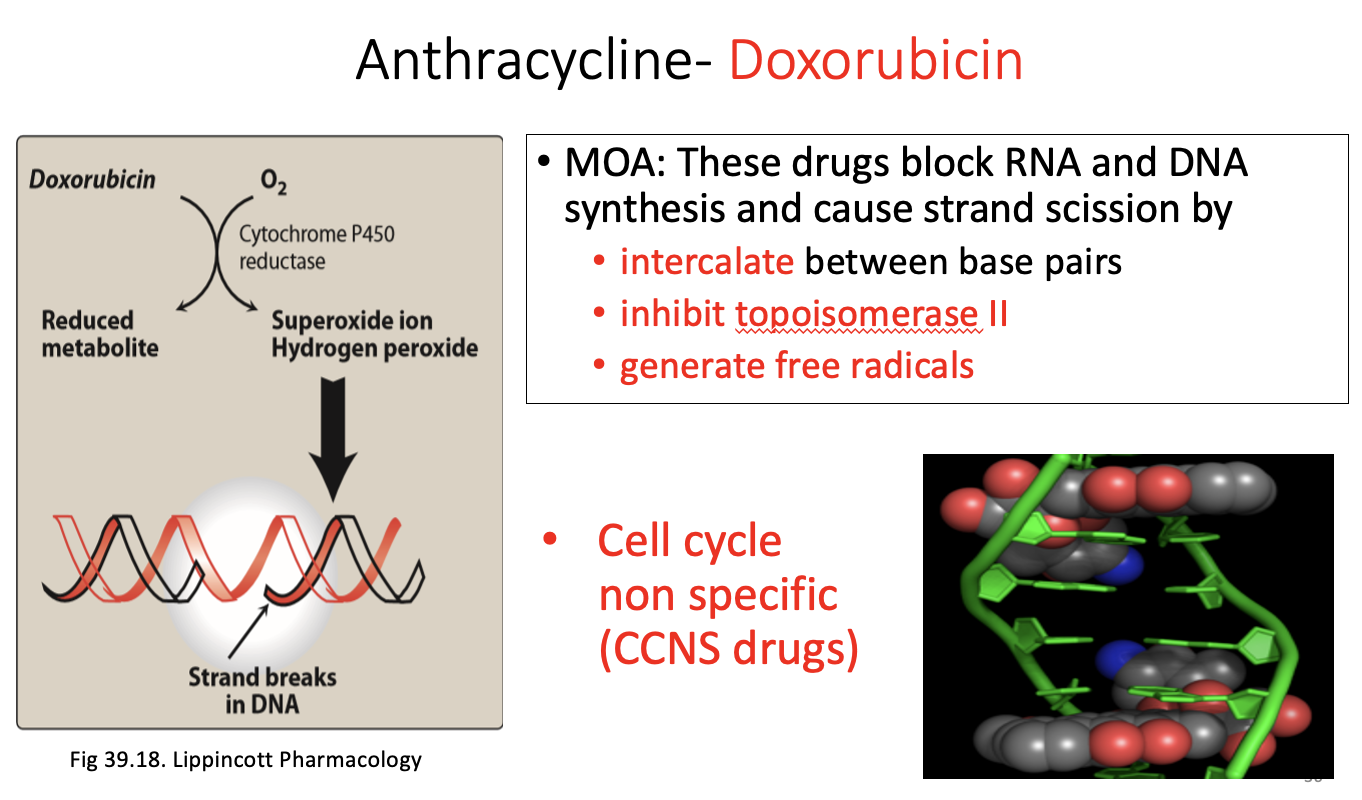 Anthracycline- Doxorubicin
Doxorubicin
O2
Cytochrome P450
reductase
Reduced
metabolite
Superoxide ion
Hydrogen peroxide
Strand breaks
in DNA
Fig 39.18. Lippincott Pharmacology
• MOA: These drugs block RNA and DNA
synthesis and cause strand scission by
• intercalate between base pairs
• inhibit topoisomerase II
• generate free radicals
• Cell cycle
non specific
(CCNS drugs)